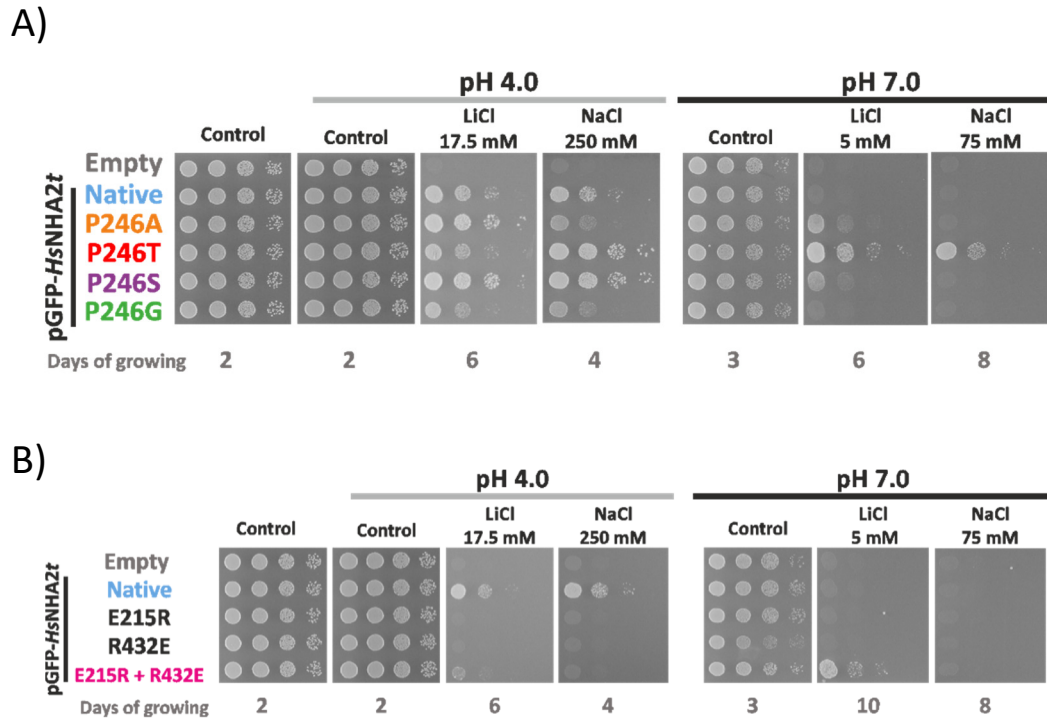 A)
pH 4.0
pH 7.0
Control
Control
LiCl
17.5 mM
NaCl
250 mM
Control
LiCl
5 mM
NaCl
75 mM
pGFP-HsNHA2t
Empty
Native
P246A
P246T
P246S
P246G
Days of growing 2 2 6 4 3 6 8
B)
pH 4.0
pH 7.0
Control
Control
LiCl
17.5 mM
NaCl
250 mM
Control
LiCl
5 mM
NaCl
75 mM
pGFP-HsNHA2t
Empty
Native
E215R
R432E
E215R + R432E
Days of growing 2 2 6 4 3 10 8